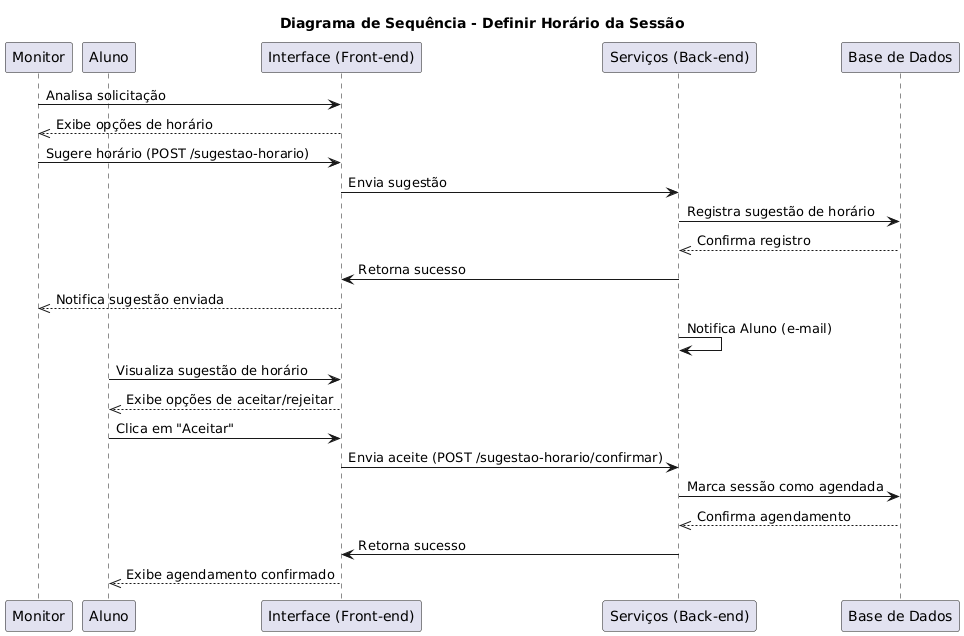 Diagrama de Sequência - Definir Horário da Sessão
Monitor Aluno Interface (Front-end) Serviços (Back-end) Base de Dados
Analisa solicitação
Exibe opções de horário
Sugere horário (POST /sugestao-horario)
Envia sugestão
Registra sugestão de horário
Confirma registro
Retorna sucesso
Notifica sugestão enviada
Notifica Aluno (e-mail)
Visualiza sugestão de horário
Exibe opções de aceitar/rejeitar
Clica em "Aceitar"
Envia aceite (POST /sugestao-horario/confirmar)
Marca sessão como agendada
Confirma agendamento
Retorna sucesso
Exibe agendamento confirmado
Monitor Aluno Interface (Front-end) Serviços (Back-end) Base de Dados